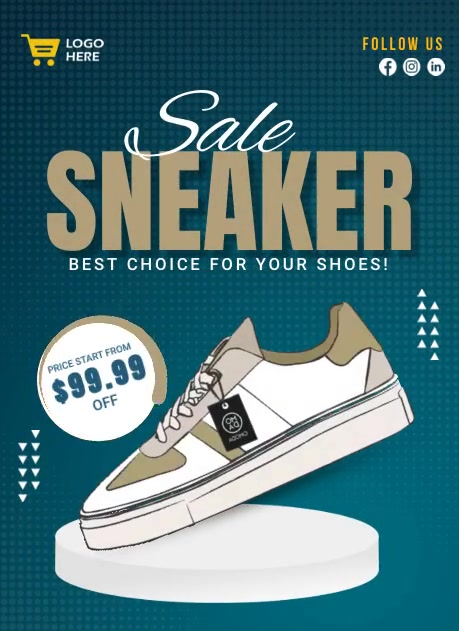 LOGO
HERE
FOLLOW US
Sale
SNEAKER
BEST CHOICE FOR YOUR SHOES!
PRICE START FROM
$99.99
OFF